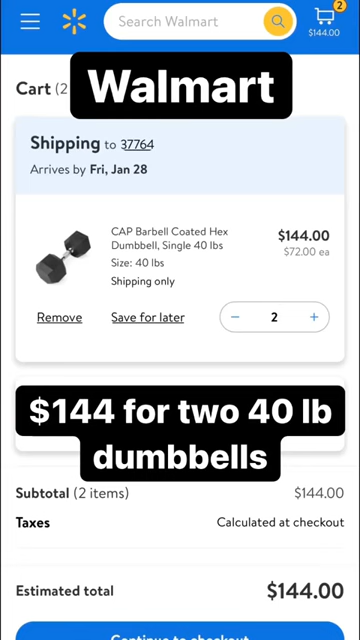 Search Walmart
2
$144.00
Cart (2
Walmart
Shipping to 37764
Arrives by Fri, Jan 28
CAP Barbell Coated Hex
Dumbbell, Single 40 lbs
$144.00
$72.00 ea
Size: 40 lbs
Shipping only
Remove
Save for later
− 2 +
$144 for two 40 lb
dumbbells
Subtotal (2 items) $144.00
Taxes Calculated at checkout
Estimated total $144.00
Continue to checkout